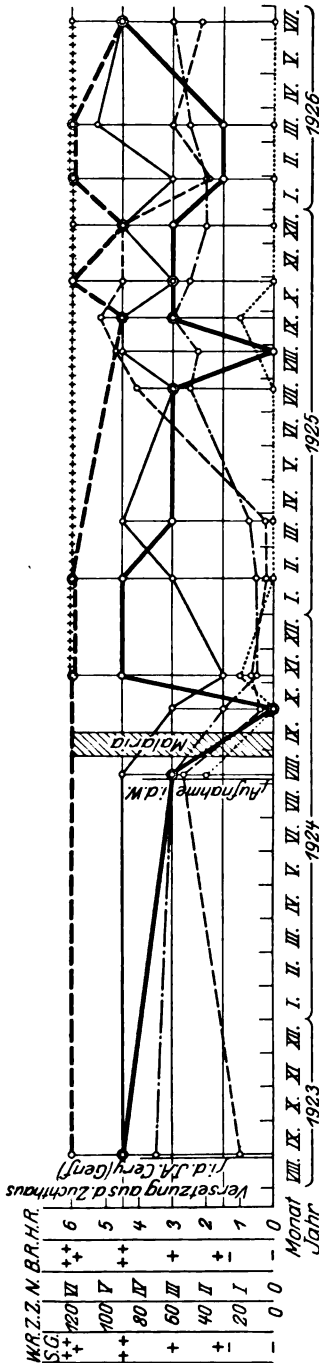 W.R. Z.Z. N. B.R. H.R.
S.G.
+++ 120 VI +++ 6
100 V 5
++ ++
80 IV 4
+ 60 III + 3
40 II 2
± ±
20 I 1
- 0 0 - 0
Versetzung aus d. Zuchthaus
i. d. J.A. Cery (Genf)
Aufnahme i.d.W.
Malaria
Monat VIII. IX. X. XI XII. I. II. III. IV. V. VI. VII. VIII. IX. X. XI. XII. I. II. III. IV. V. VI. VII. VIII. IX. X. XI. XII. I. II. III. IV. V. VII.
Jahr 1923 1924 1925 1926